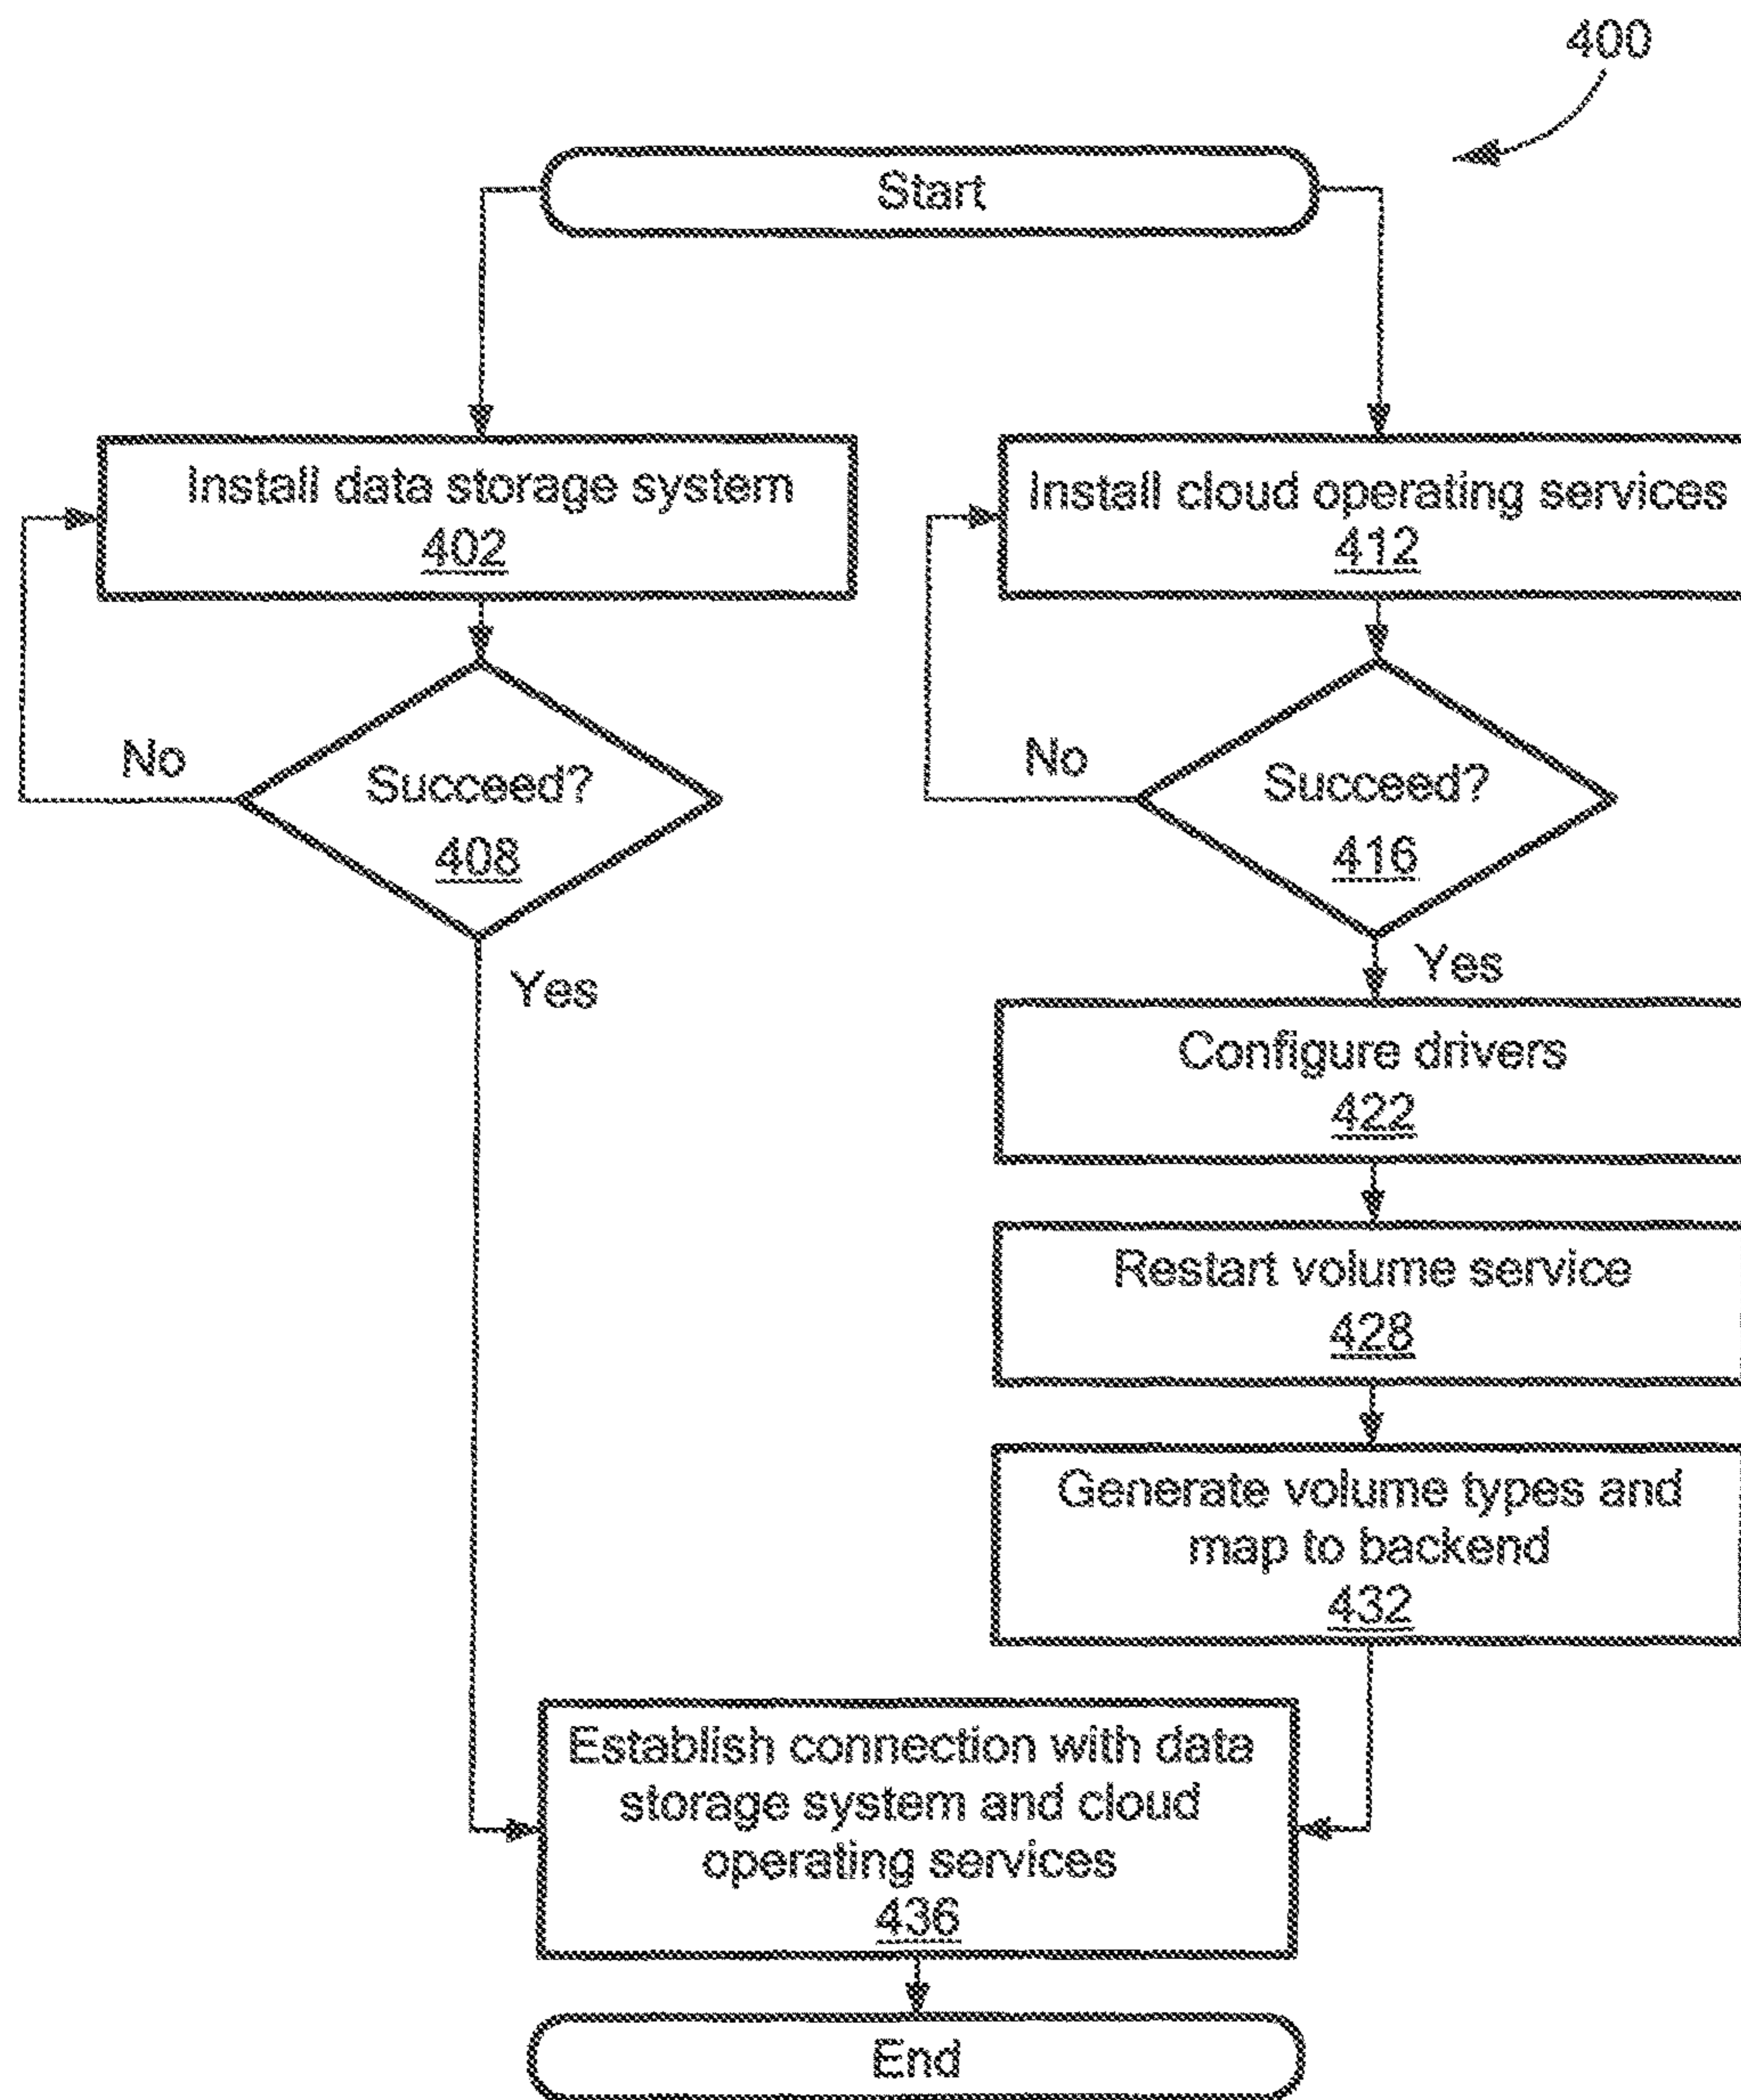 400
Start
Install data storage system
402
Install cloud operating services
412
No
Succeed?
408
Yes
No
Succeed?
416
Yes
Configure drivers
422
Restart volume service
428
Generate volume types and
map to backend
432
Establish connection with data
storage system and cloud
operating services
436
End